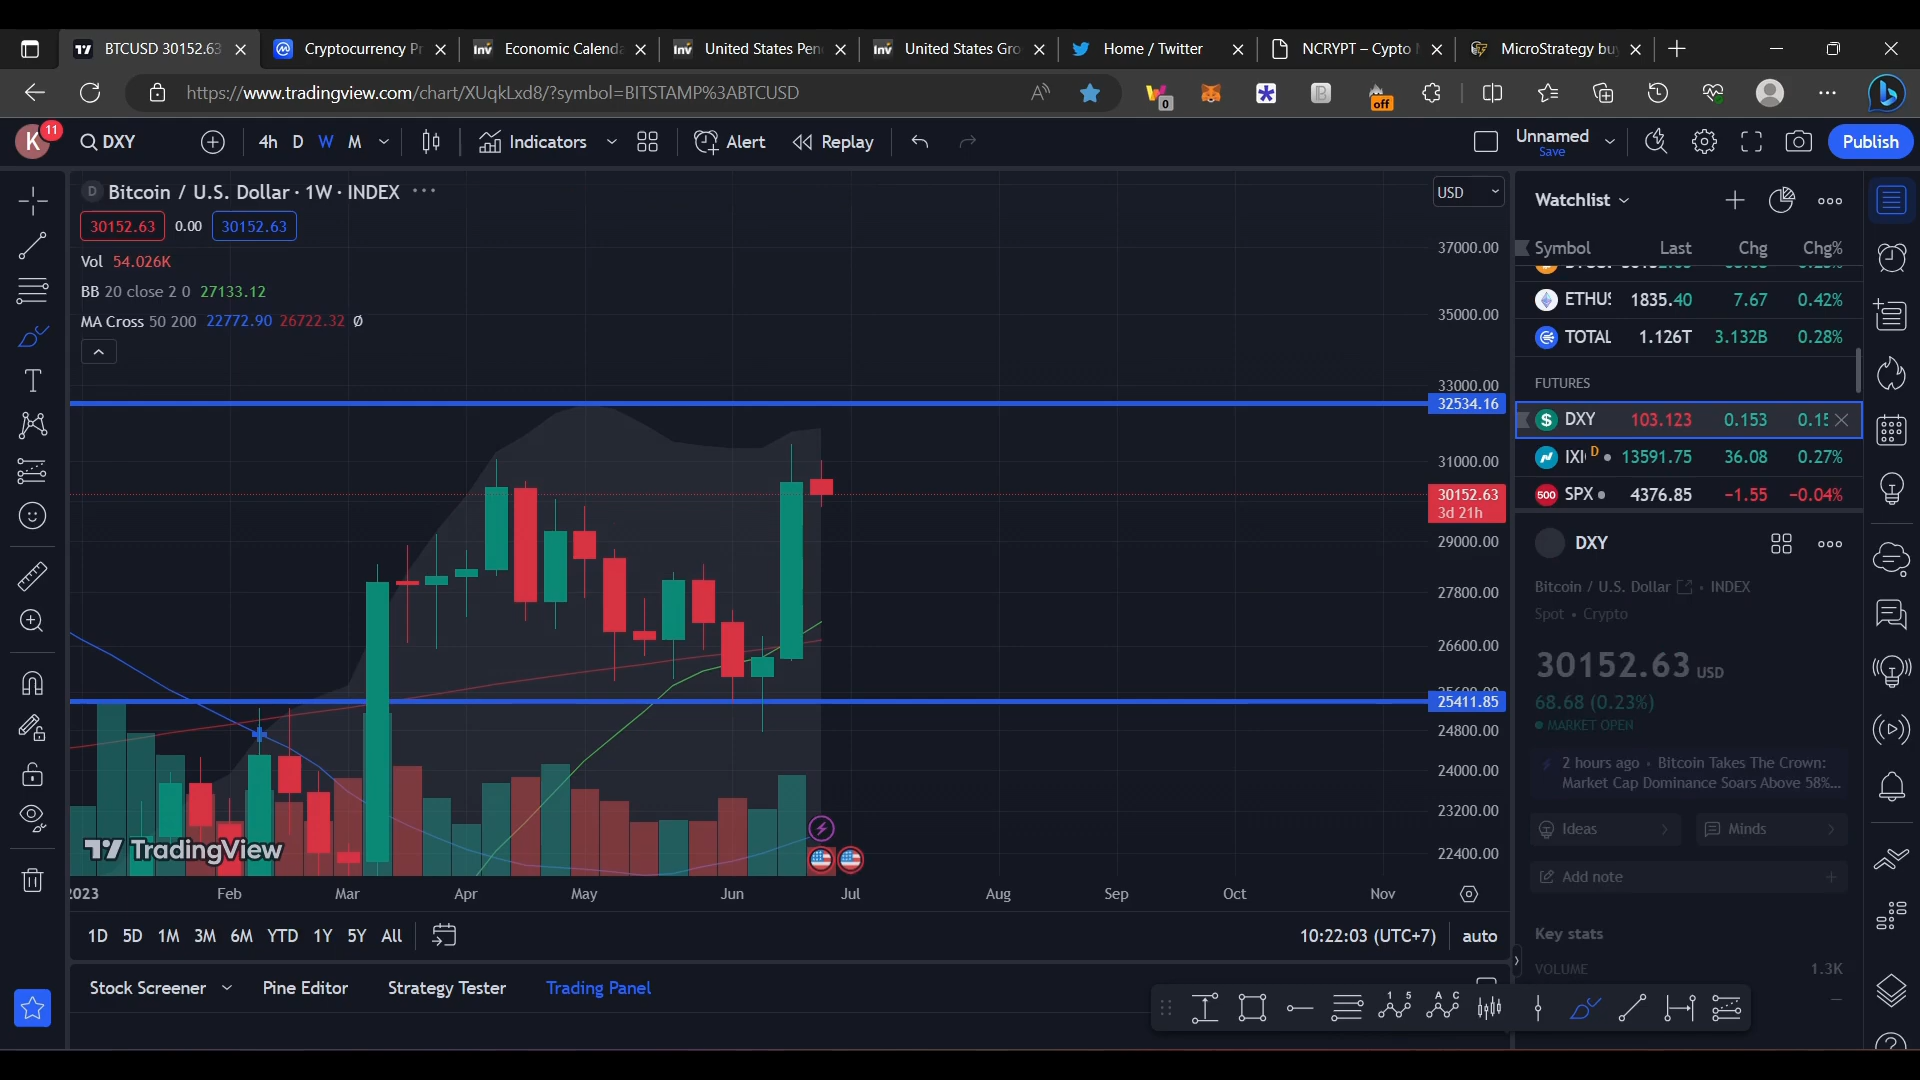 BTCUSD 30152.63
Cryptocurrency P
Economic Calend
United States Pen
United States Gro
Home / Twitter
NCRYPT – Cypto
MicroStrategy bu
https://www.tradingview.com/chart/XUqkLxd8/?symbol=BITSTAMP%3ABTCUSD
0
off
K 11 DXY 4h D W M Indicators Alert Replay Unnamed Save Publish
D Bitcoin / U.S. Dollar · 1W · INDEX ···
30152.63 0.00 30152.63
Vol 54.026K
BB 20 close 2 0 27133.12
MA Cross 50 200 22772.90 26722.32 Ø
USD
37000.00
35000.00
33000.00
32534.16
31000.00
30152.63
3d 21h
29000.00
27800.00
26600.00
25411.85
24800.00
24000.00
23200.00
22400.00
TradingView
2023 Feb Mar Apr May Jun Jul Aug Sep Oct Nov
1D 5D 1M 3M 6M YTD 1Y 5Y All 10:22:03 (UTC+7) auto
Stock Screener Pine Editor Strategy Tester Trading Panel
Watchlist
Symbol Last Chg Chg%
ETHUS 1835.40 7.67 0.42%
TOTAL 1.126T 3.132B 0.28%
FUTURES
DXY 103.123 0.153 0.15
IXI D 13591.75 36.08 0.27%
500 SPX 4376.85 −1.55 −0.04%
DXY
Bitcoin / U.S. Dollar • INDEX
Spot • Crypto
30152.63 USD
68.68 (0.23%)
MARKET OPEN
2 hours ago • Bitcoin Takes The Crown:
Market Cap Dominance Soars Above 58%...
Ideas Minds
Add note
Key stats
VOLUME 1.3K
1 5 A C